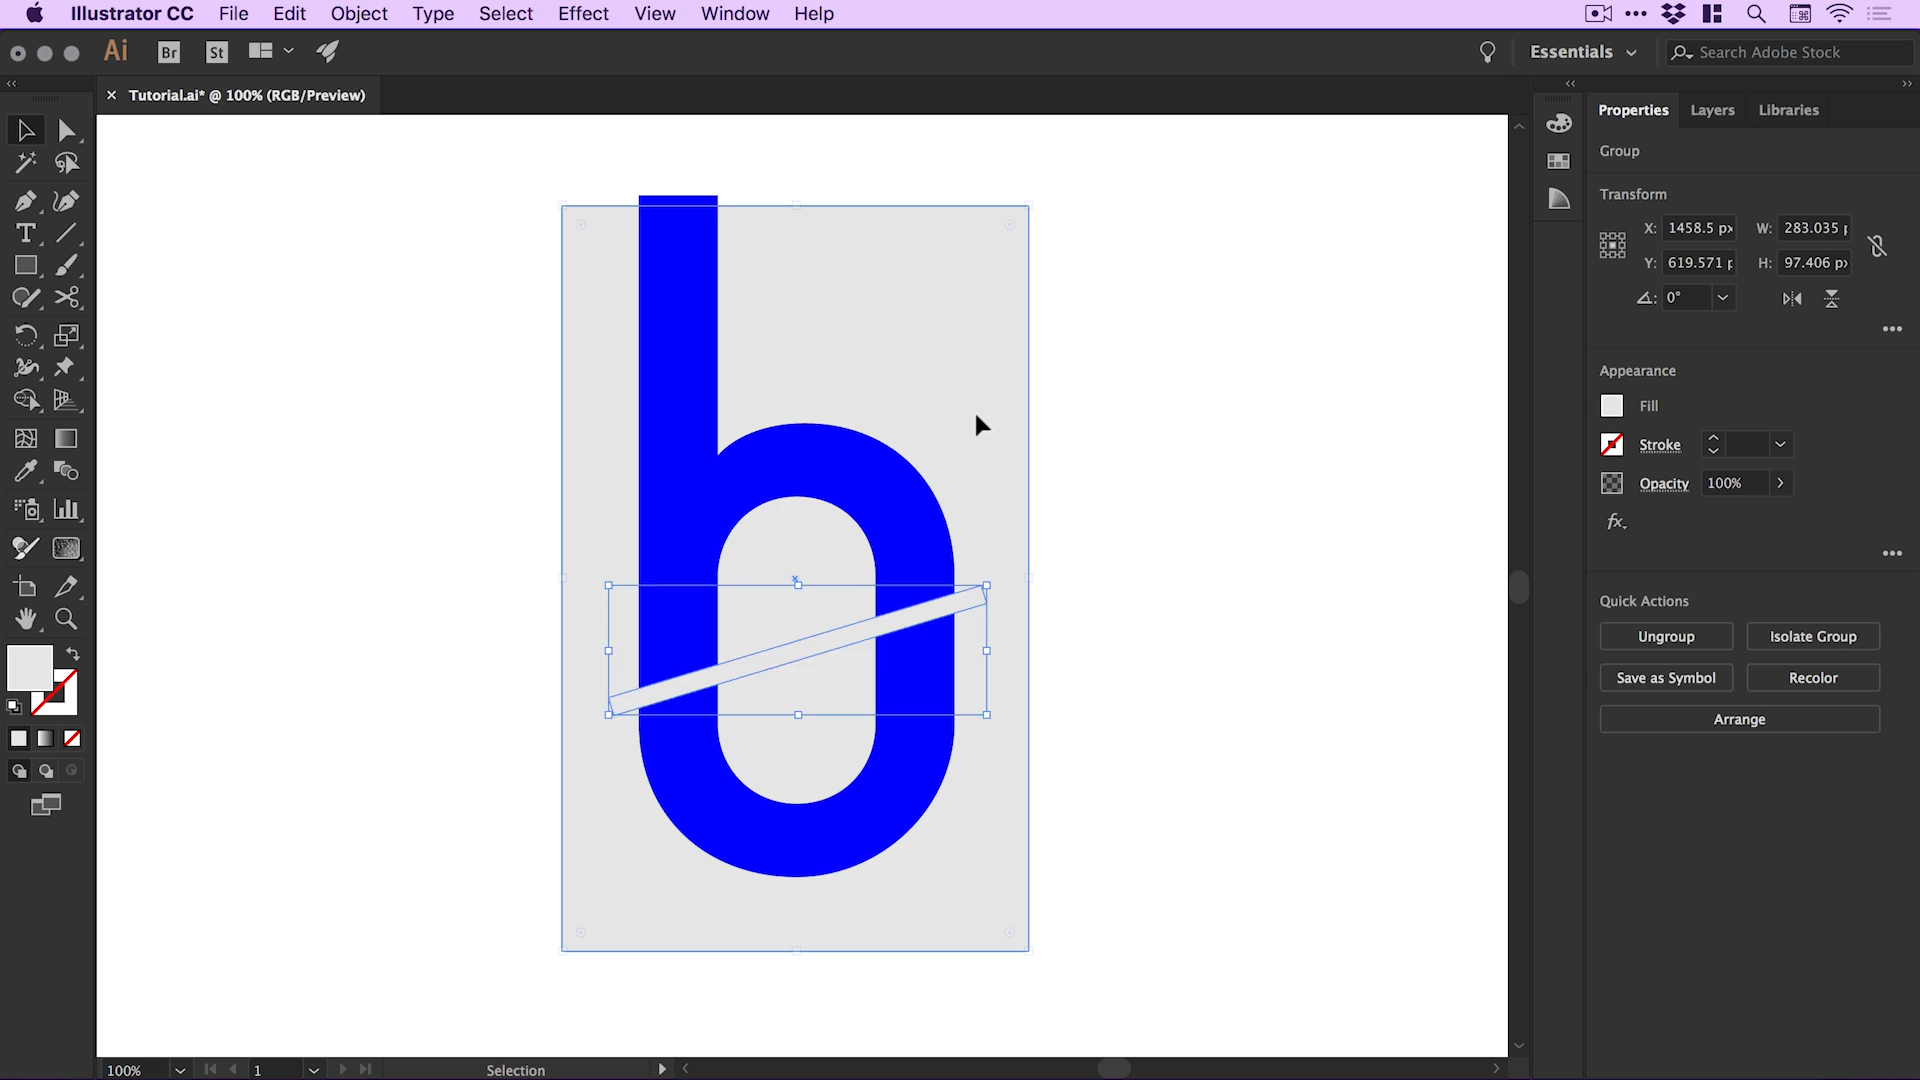 Illustrator CC File Edit Object Type Select Effect View Window Help
Ai Br St Essentials Search Adobe Stock
× Tutorial.ai* @ 100% (RGB/Preview)
Properties Layers Libraries
Group
Transform
X: 1458.5 px W: 283.035 p
Y: 619.571 p H: 97.406 px
0°
Appearance
Fill
Stroke
Opacity 100%
fx.
Quick Actions
Ungroup Isolate Group
Save as Symbol Recolor
Arrange
b
100% 1 Selection